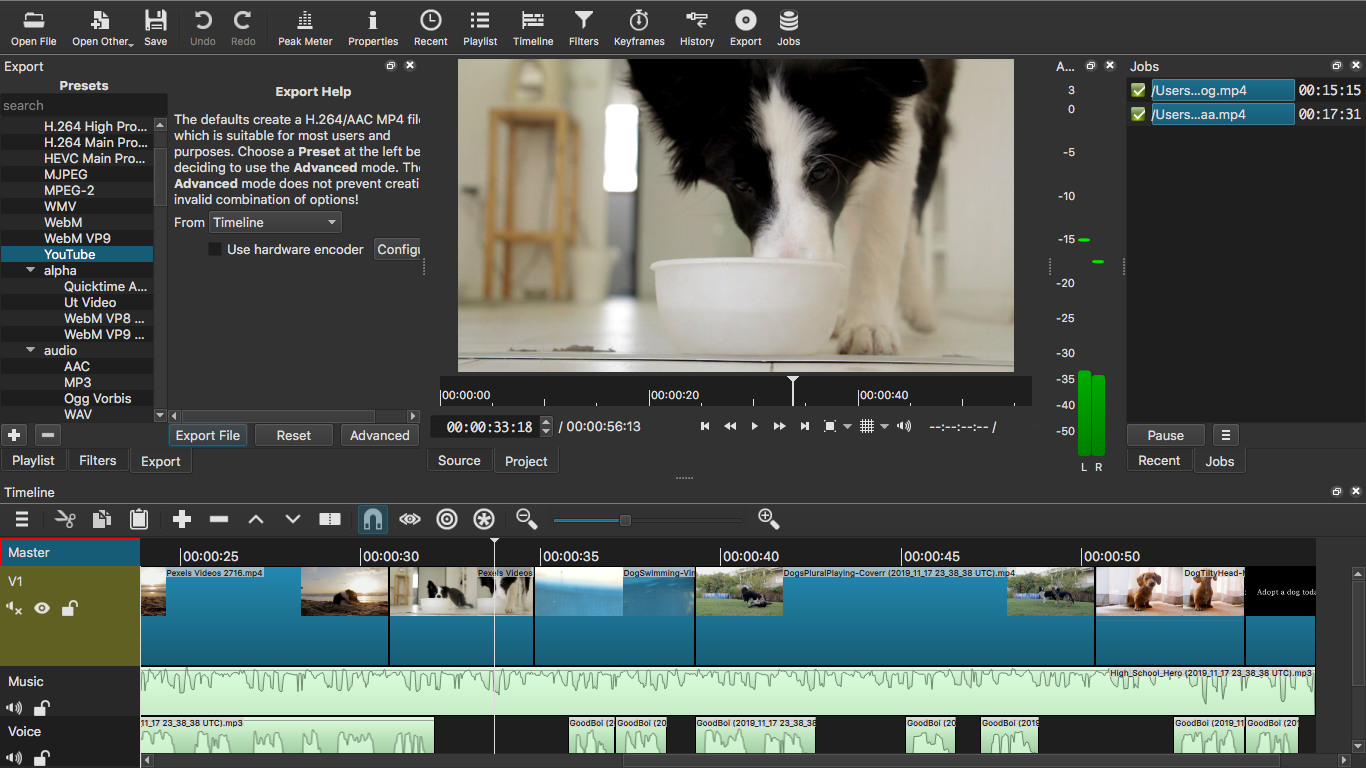 Open File Open Other Save Undo Redo Peak Meter Properties Recent Playlist Timeline Filters Keyframes History Export Jobs
Export
Presets
search
H.264 High Pro...
H.264 Main Pro...
HEVC Main Pro...
MJPEG
MPEG-2
WMV
WebM
WebM VP9
YouTube
alpha
Quicktime A...
Ut Video
WebM VP8 ...
WebM VP9 ...
audio
AAC
MP3
Ogg Vorbis
WAV
Export Help
The defaults create a H.264/AAC MP4 file
which is suitable for most users and
purposes. Choose a Preset at the left be
deciding to use the Advanced mode. The
Advanced mode does not prevent creati
invalid combination of options!
From Timeline
Use hardware encoder Configu
Export File Reset Advanced
Playlist Filters Export
00:00:00 00:00:20 00:00:40
00:00:33:18 / 00:00:56:13 --:--:--:-- /
Source Project
A...
3
0
-5
-10
-15
-20
-25
-30
-35
-40
-50
L R
Jobs
/Users...og.mp4 00:15:15
/Users...aa.mp4 00:17:31
Pause
Recent Jobs
Timeline
Master
00:00:25 00:00:30 00:00:35 00:00:40 00:00:45 00:00:50
V1
Pexels Videos 2716.mp4 Pexels Videos DogSwimming-Vi DogsPluralPlaying-Coverr (2019_11_17 23_38_38 UTC).mp4 DogTiltyHead-
Adopt a dog toda
Music
High_School_Hero (2019_11_17 23_38_38 UTC).mp3
Voice
11_17 23_38_38 UTC).mp3 GoodBoi (2 GoodBoi (20 GoodBoi (2019_11_17 23_38_38 GoodBoi (20 GoodBoi (2019 GoodBoi (2019_11 GoodBoi (201